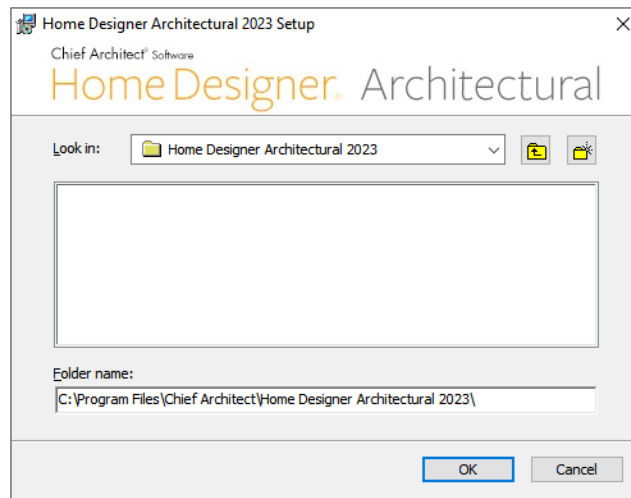 Home Designer Architectural 2023 Setup
Chief Architect® Software
Home Designer® Architectural
Look in: Home Designer Architectural 2023
Folder name:
C:\Program Files\Chief Architect\Home Designer Architectural 2023\
OK Cancel